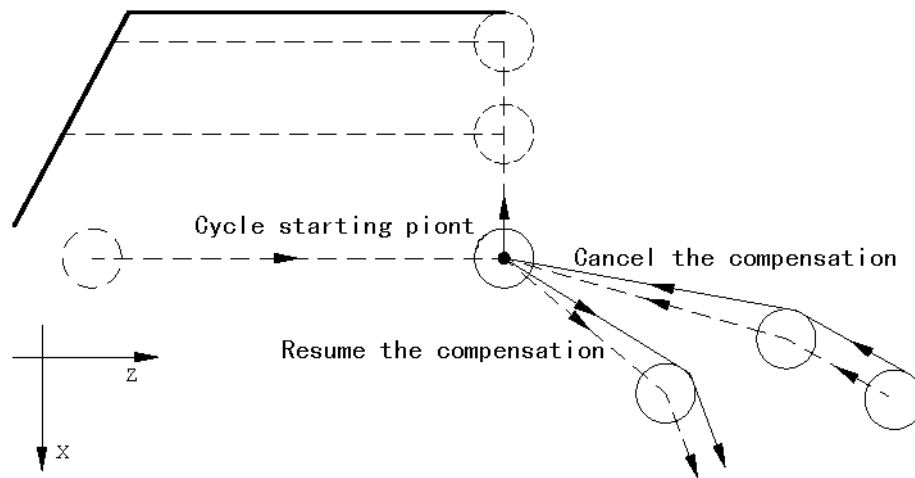 Cycle starting piont
Cancel the compensation
Resume the compensation
Z
X